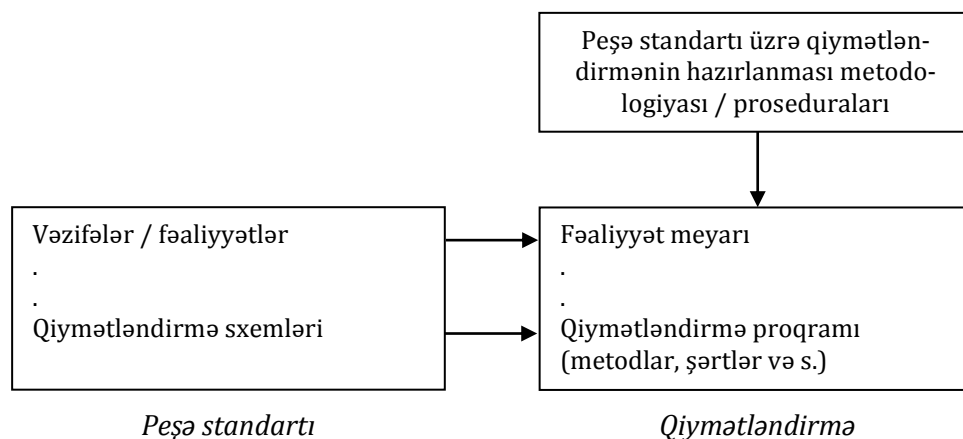 Peşə standartı üzrə qiymətlən-
dirmənin hazırlanması metodo-
logiyası / proseduraları
Vəzifələr / fəaliyyətlər
.
.
Qiymətləndirmə sxemləri
Fəaliyyət meyarı
.
.
Qiymətləndirmə proqramı
(metodlar, şərtlər və s.)
Peşə standartı
Qiymətləndirmə